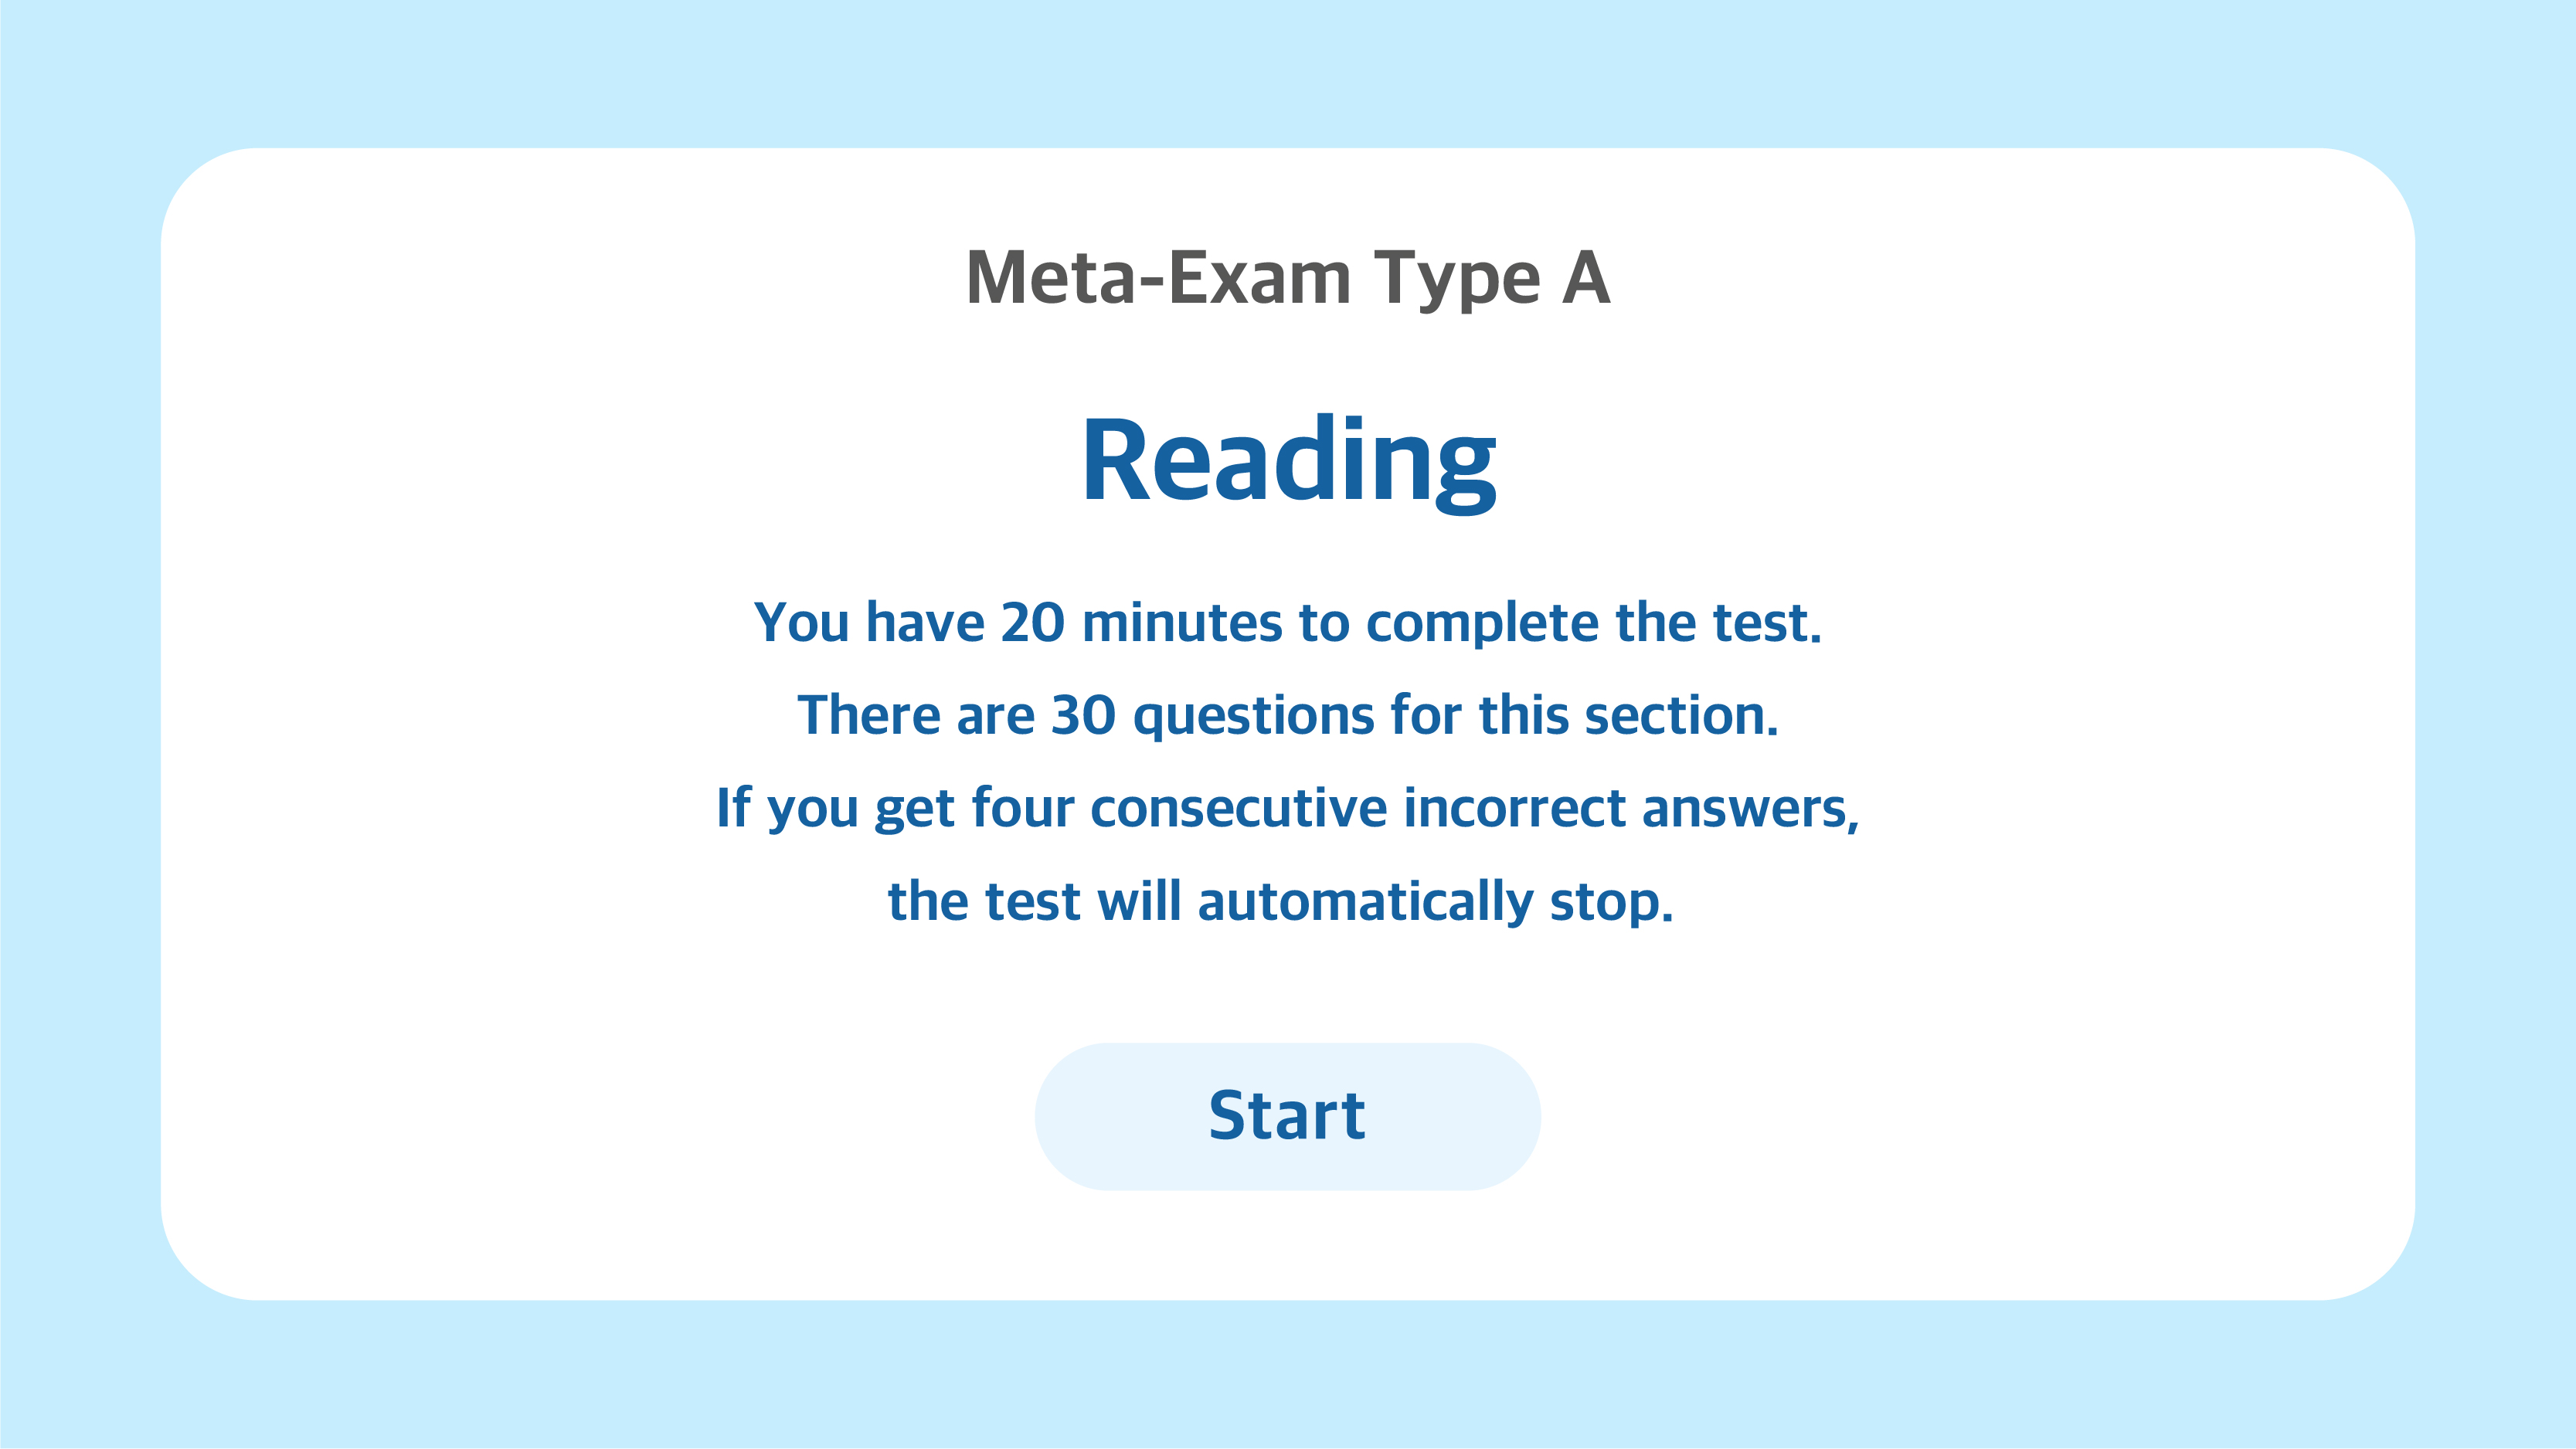 Meta-Exam Type A
Reading
You have 20 minutes to complete the test.
There are 30 questions for this section.
If you get four consecutive incorrect answers,
the test will automatically stop.
Start